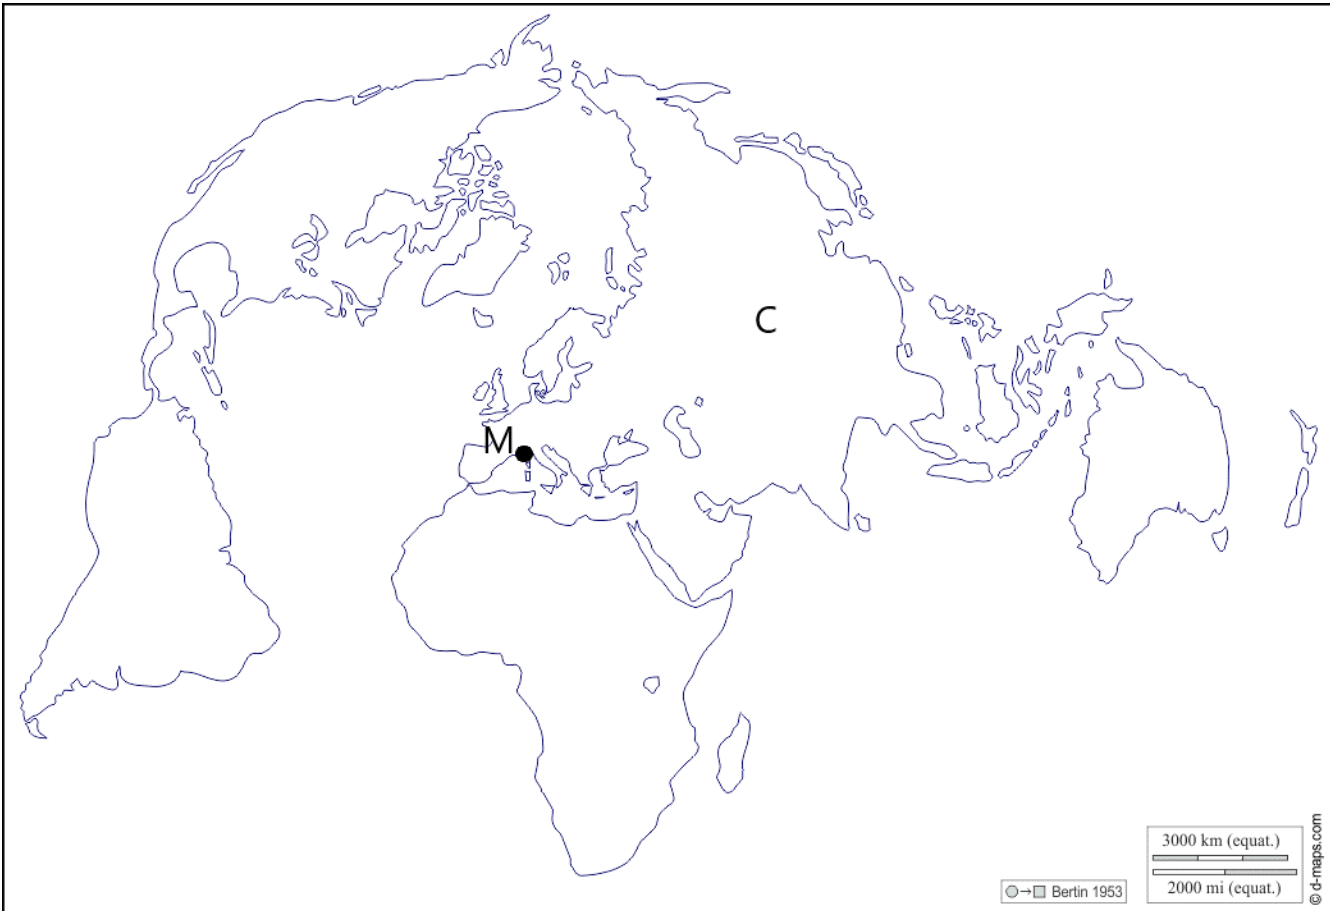 C
M
3000 km (equat.)
2000 mi (equat.)
Bertin 1953
© d-maps.com